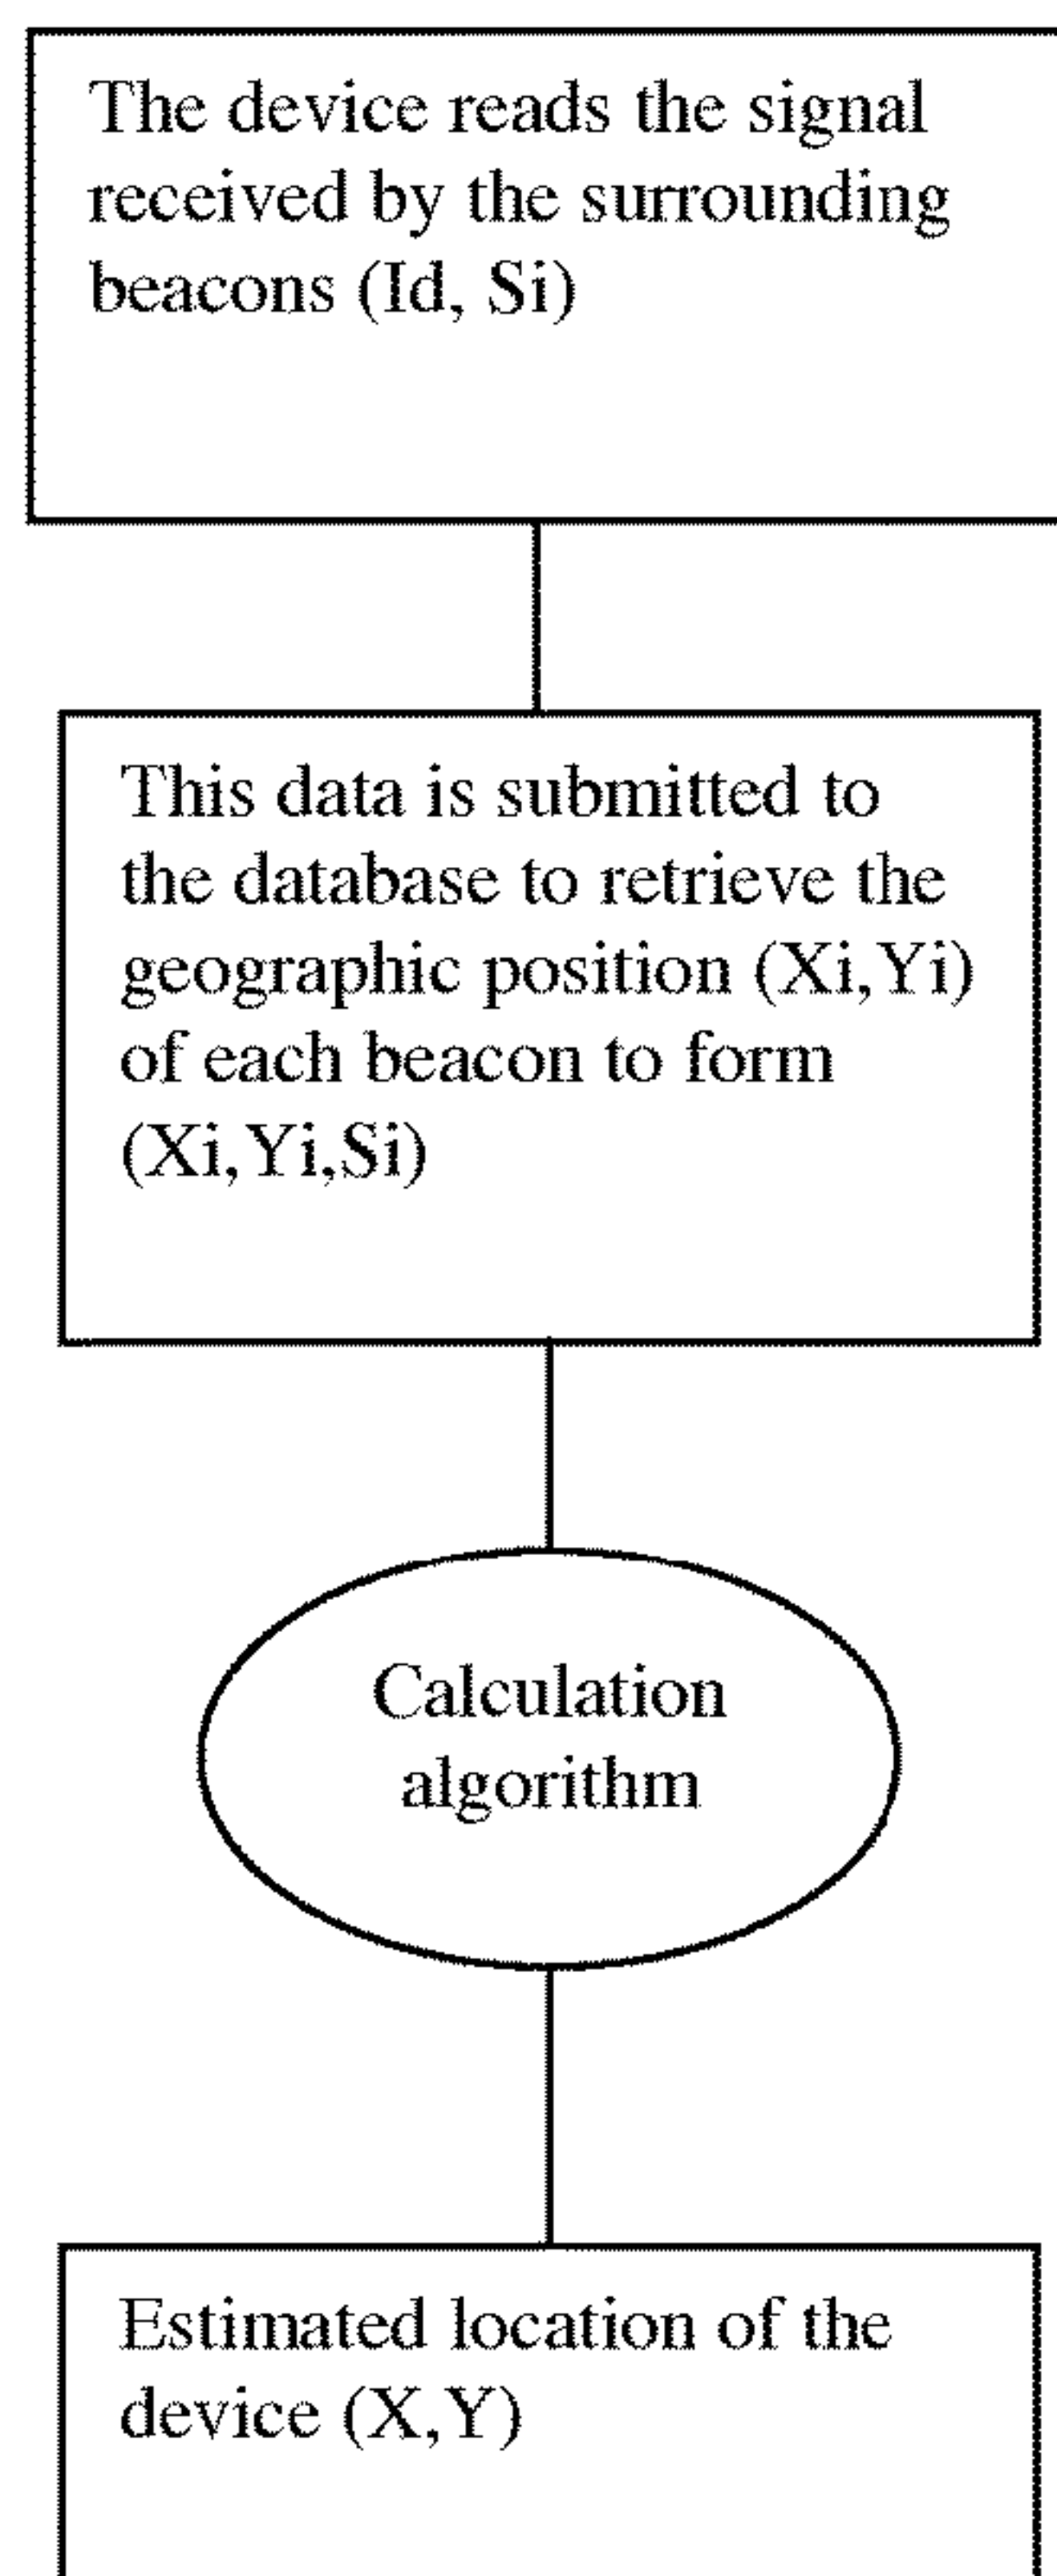 The device reads the signal
received by the surrounding
beacons (Id, Si)
This data is submitted to
the database to retrieve the
geographic position (Xi,Yi)
of each beacon to form
(Xi,Yi,Si)
Calculation
algorithm
Estimated location of the
device (X,Y)